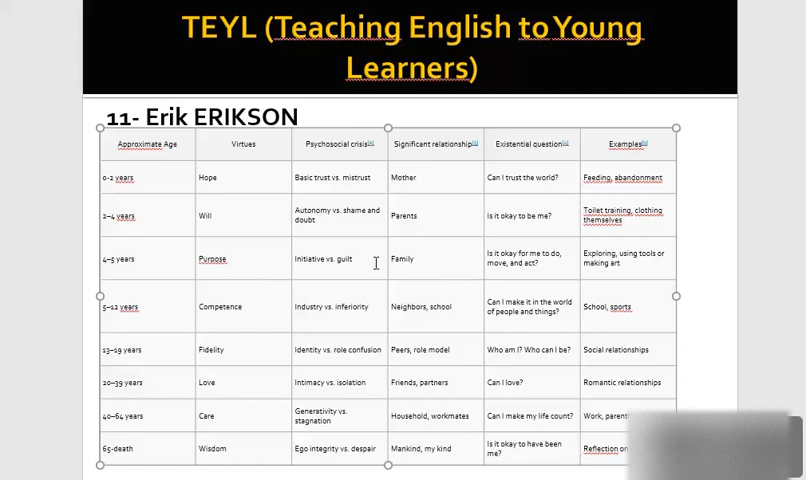 TEYL (Teaching English to Young
Learners)
11- Erik ERIKSON
Approximate Age Virtues Psychosocial crisis[4] Significant relationship[4] Existential question[4] Examples[4]
0-2 years Hope Basic trust vs. mistrust Mother Can I trust the world? Feeding, abandonment
2–4 years Will Autonomy vs. shame and doubt Parents Is it okay to be me? Toilet training, clothing themselves
4–5 years Purpose Initiative vs. guilt Family Is it okay for me to do, move, and act? Exploring, using tools or making art
5–12 years Competence Industry vs. inferiority Neighbors, school Can I make it in the world of people and things? School, sports
13–19 years Fidelity Identity vs. role confusion Peers, role model Who am I? Who can I be? Social relationships
20–39 years Love Intimacy vs. isolation Friends, partners Can I love? Romantic relationships
40–64 years Care Generativity vs. stagnation Household, workmates Can I make my life count? Work,
65-death Wisdom Ego integrity vs. despair Mankind, my kind Is it okay to have been me? Reflection